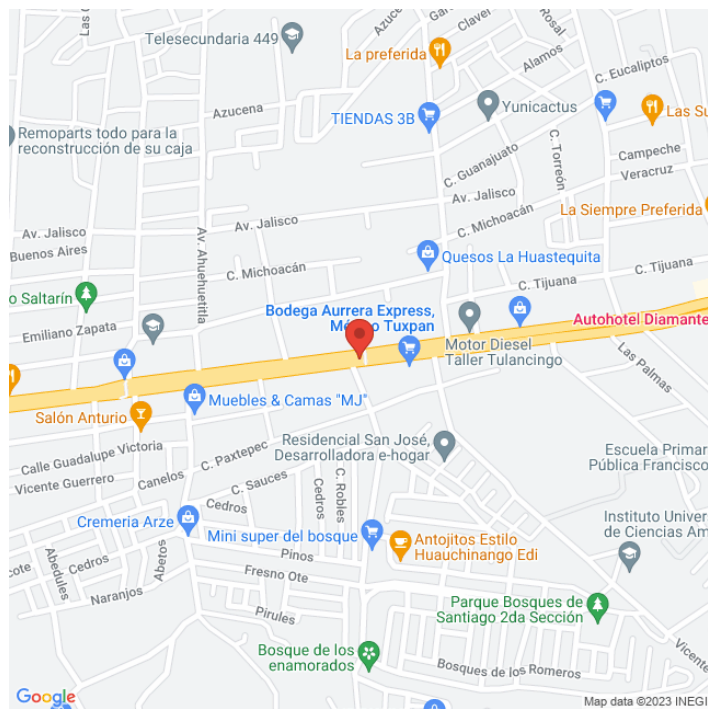 Las C
Telesecundaria 449
Azucena
Gar
Clavel
Rosal
La preferida
Alamos
C. Eucaliptos
Azucena
Yunicactus
TIENDAS 3B
Las Su
Remoparts todo para la
reconstrucción de su caja
C. Guanajuato
C. Torreón
Campeche
Veracruz
Av. Jalisco
Av. Jalisco
Av. Jalisco
C. Michoacán
La Siempre Preferida
Buenos Aires
Av. Ahuehuetitla
Quesos La Huastequita
C. Michoacán
C. Tijuana
C. Tijuana
o Saltarín
Bodega Aurrera Express,
México Tuxpan
Emiliano Zapata
Autohotel Diamante
Motor Diesel
Taller Tulancingo
Las Palmas
Muebles & Camas "MJ"
Salón Anturio
Calle Guadalupe Victoria
Residencial San José,
Desarrolladora e-hogar
Escuela Primar
Pública Francisco
Vicente Guerrero
Canelos
C. Paxtepec
C. Sauces
Cedros
C. Robles
Cedros
Cremeria Arze
Mini super del bosque
Antojitos Estilo
Huauchinango Edi
Instituto Univer
de Ciencias Am
cote
Cedros
Abetos
Abedules
Pinos
Fresno Ote
Naranjos
Pirules
Parque Bosques de
Santiago 2da Sección
Vicente
Bosque de los
enamorados
Bosques de los Romeros
Google
Map data ©2023 INEGI